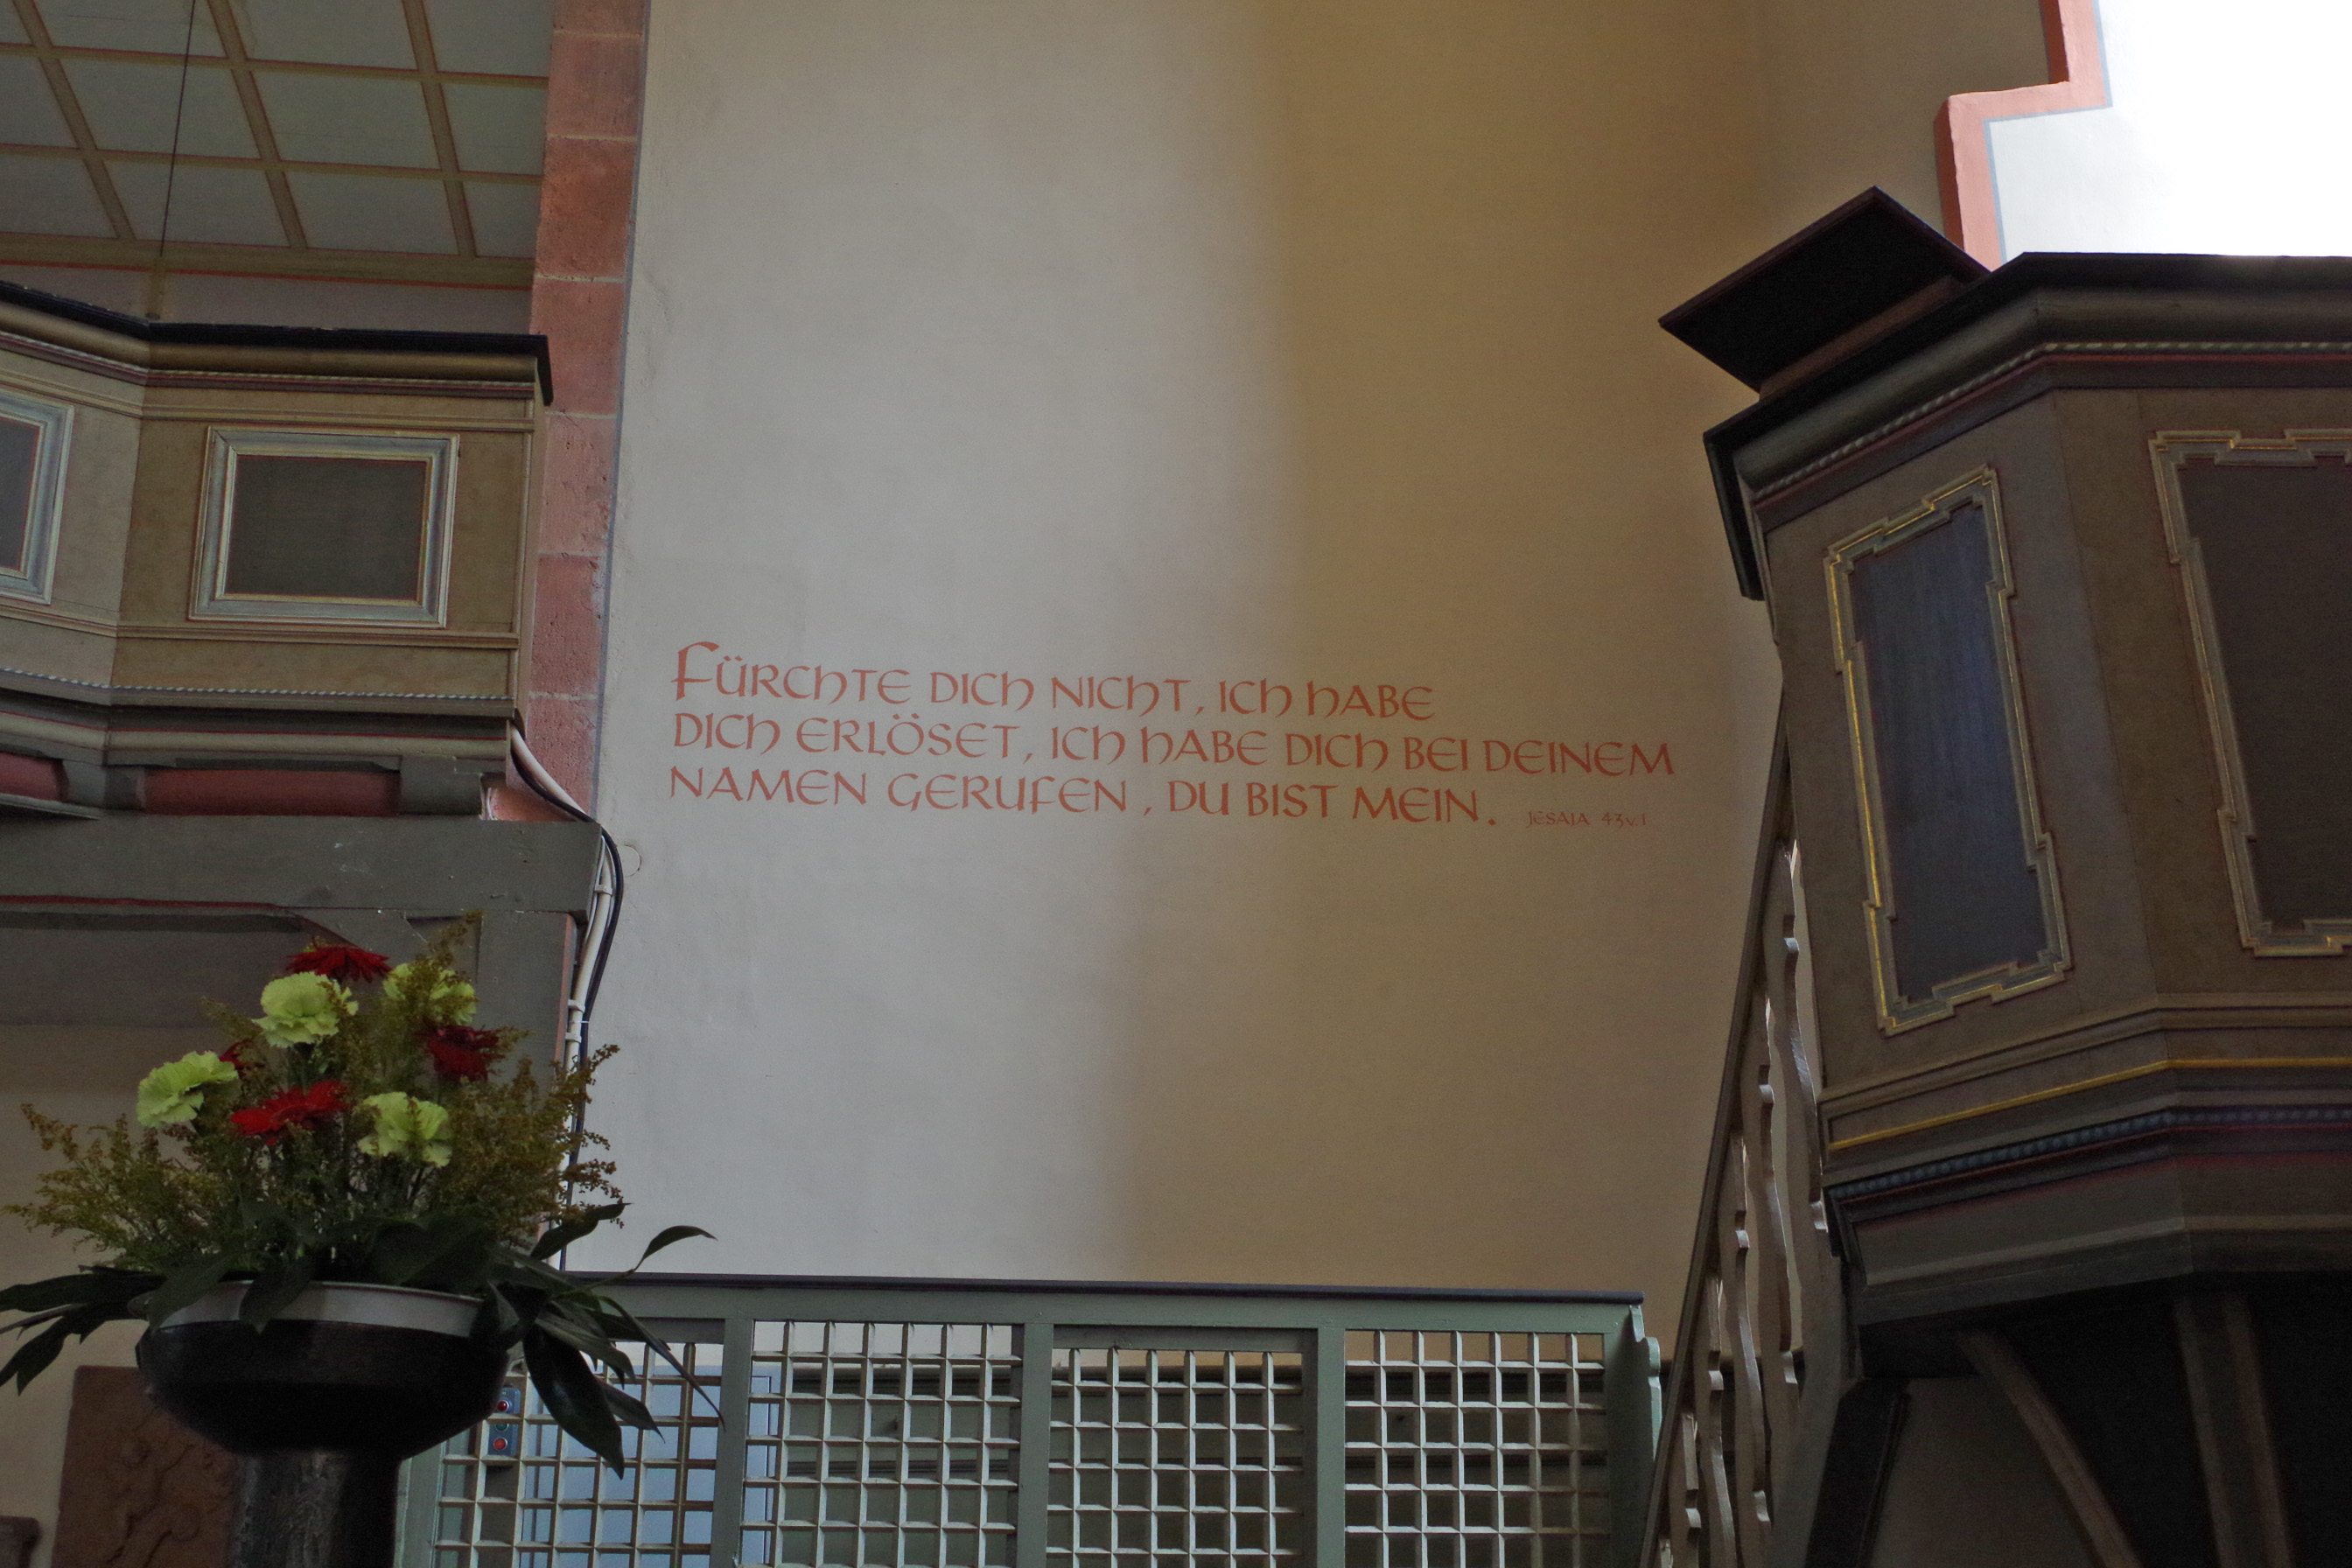 FÜRCHTE DICH NICHT, ICH HABE
DICH ERLÖSET, ICH HABE DICH BEI DEINEM
NAMEN GERUFEN, DU BIST MEIN. JESAIA 43 v. 1